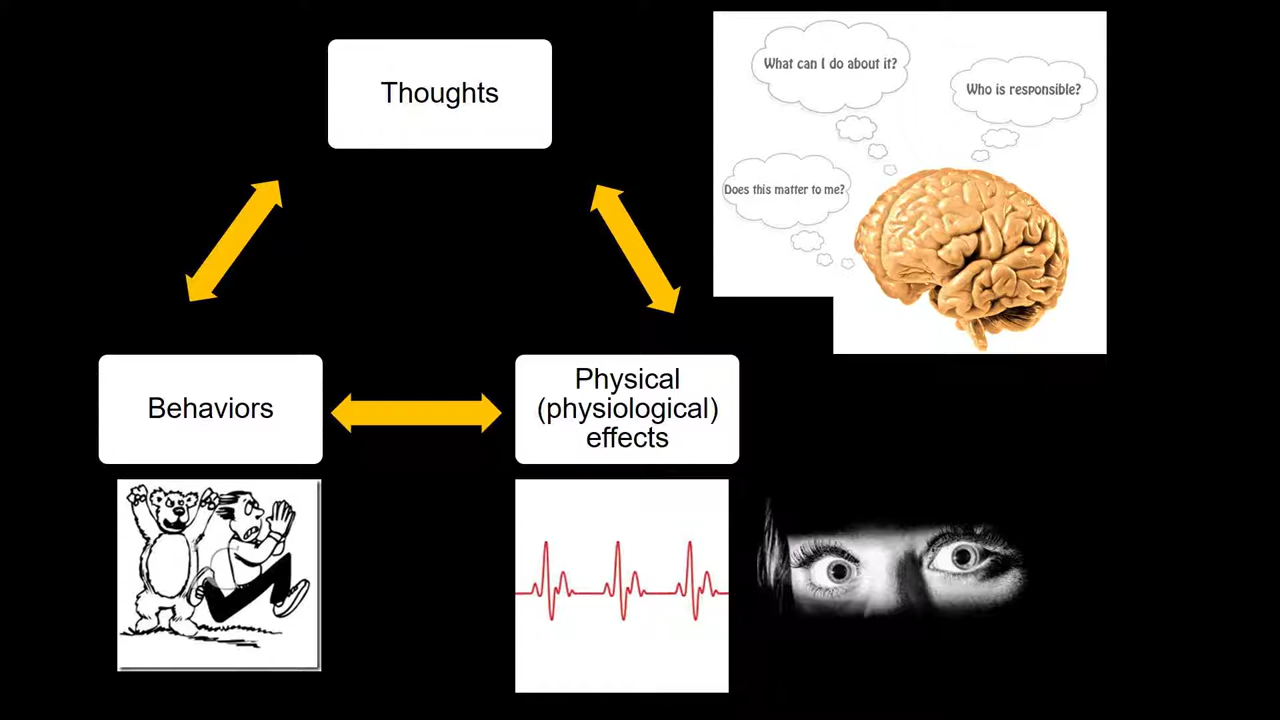 Thoughts
What can I do about it?
Who is responsible?
Does this matter to me?
Behaviors
Physical
(physiological)
effects